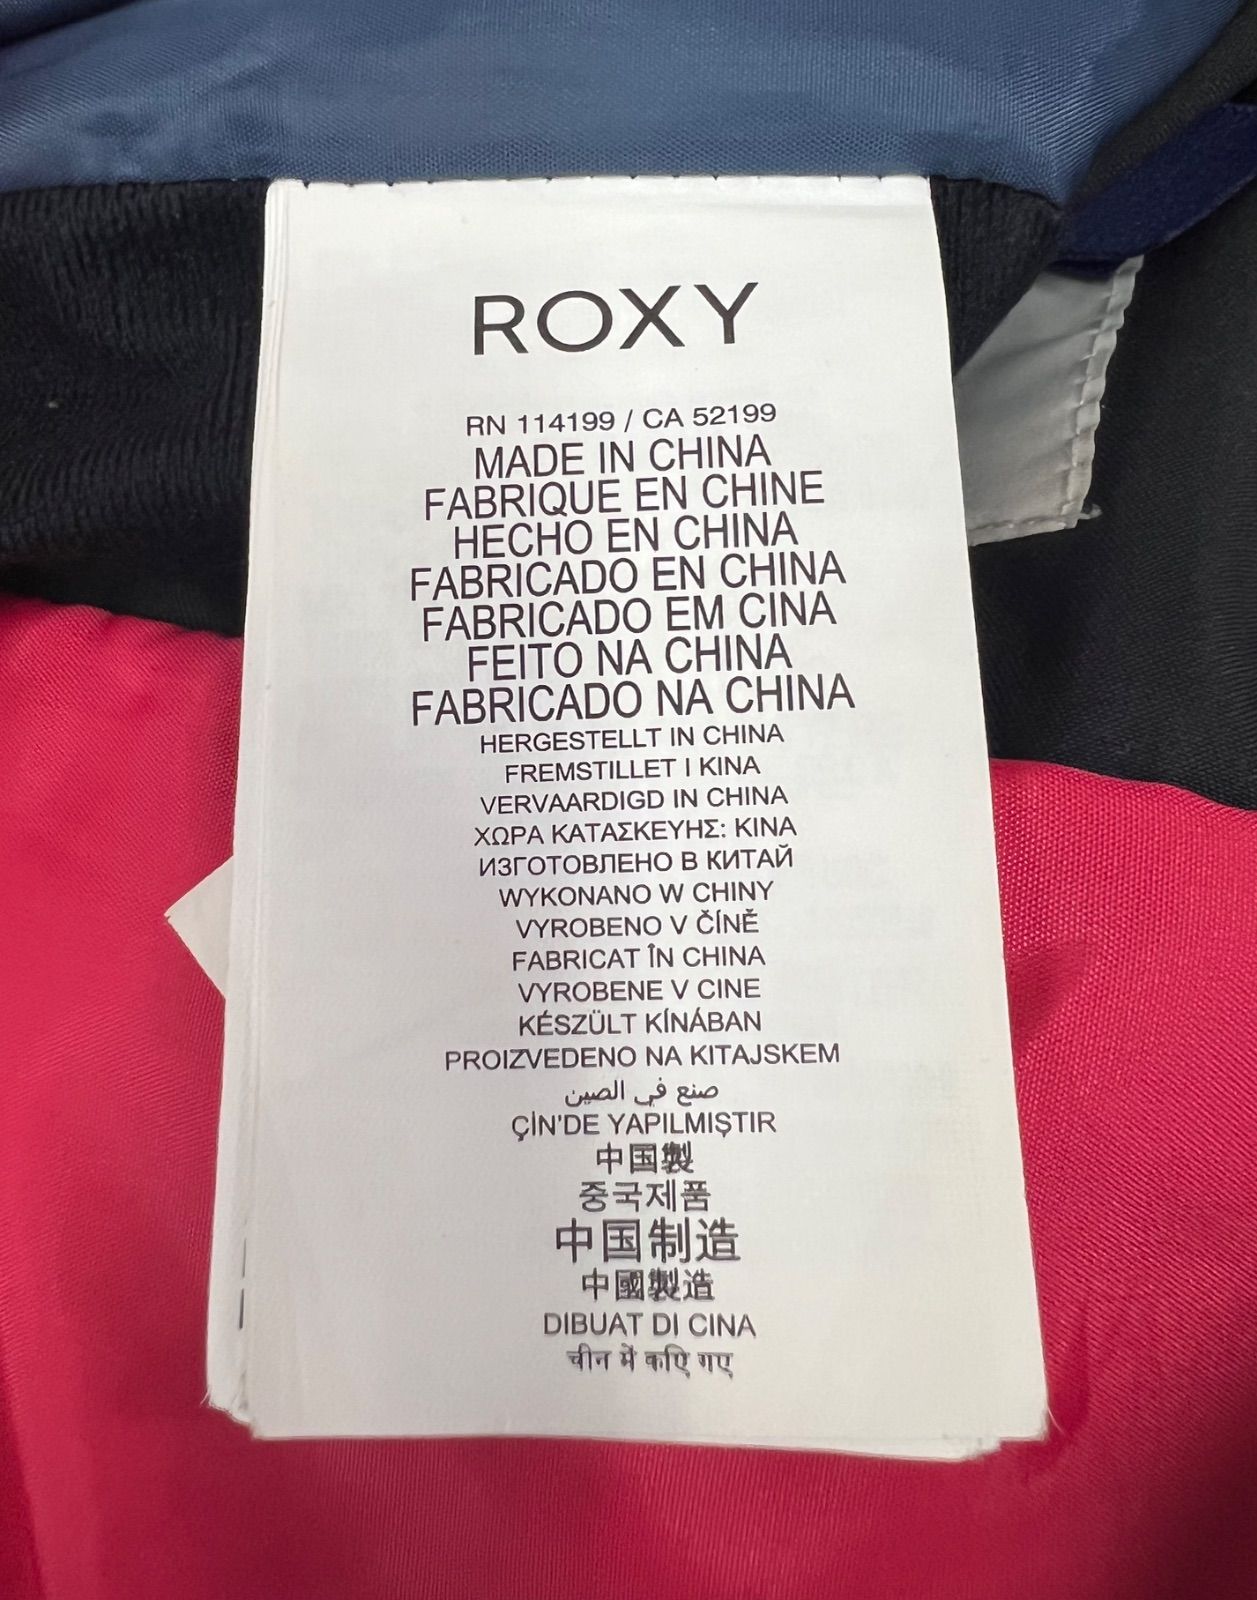 ROXY
RN 114199 / CA 52199
MADE IN CHINA
FABRIQUE EN CHINE
HECHO EN CHINA
FABRICADO EN CHINA
FABRICADO EM CINA
FEITO NA CHINA
FABRICADO NA CHINA
HERGESTELLT IN CHINA
FREMSTILLET I KINA
VERVAARDIGD IN CHINA
ΧΩΡΑ ΚΑΤΑΣΚΕΥΗΣ: ΚΙΝΑ
ИЗГОТОВЛЕНО В КИТАЙ
WYKONANO W CHINY
VYROBENO V ČÍNĚ
FABRICAT ÎN CHINA
VYROBENE V CINE
KÉSZÜLT KÍNÁBAN
PROIZVEDENO NA KITAJSKEM
صنع في الصين
ÇİN'DE YAPILMIŞTIR
中国製
중국제품
中国制造
中國製造
DIBUAT DI CINA
चीन में कएि गए